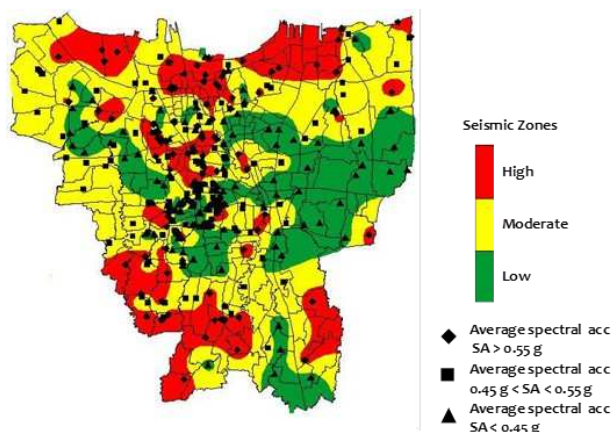 Seismic Zones
High
Moderate
Low
Average spectral acc
SA > 0.55 g
Average spectral acc
0.45 g < SA < 0.55 g
Average spectral acc
SA < 0.45 g